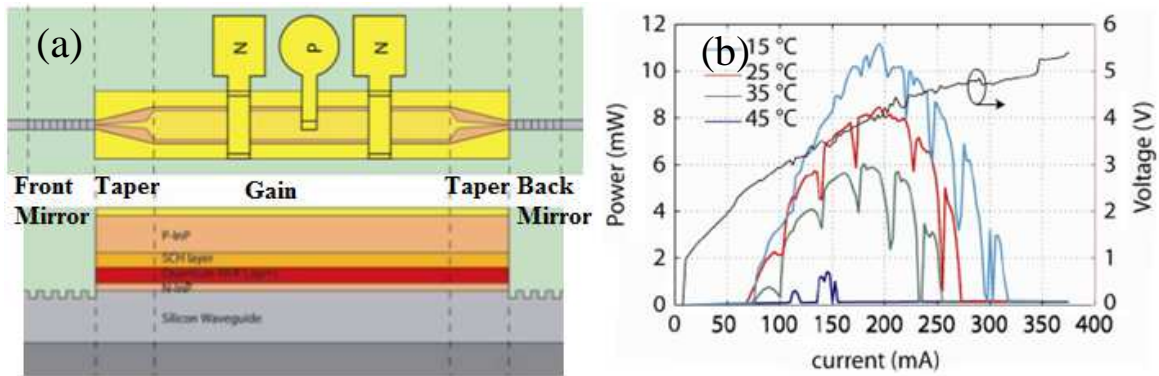 (a)
N
P
N
Front
Mirror
Taper
Gain
Taper
Back
Mirror
P-InP
SCH layer
N-InP
Silicon Waveguide
(b)
15 °C
25 °C
35 °C
45 °C
12
10
8
6
4
2
0
Power (mW)
6
5
4
3
2
1
0
Voltage (V)
0
50
100
150
200
250
300
350
400
current (mA)